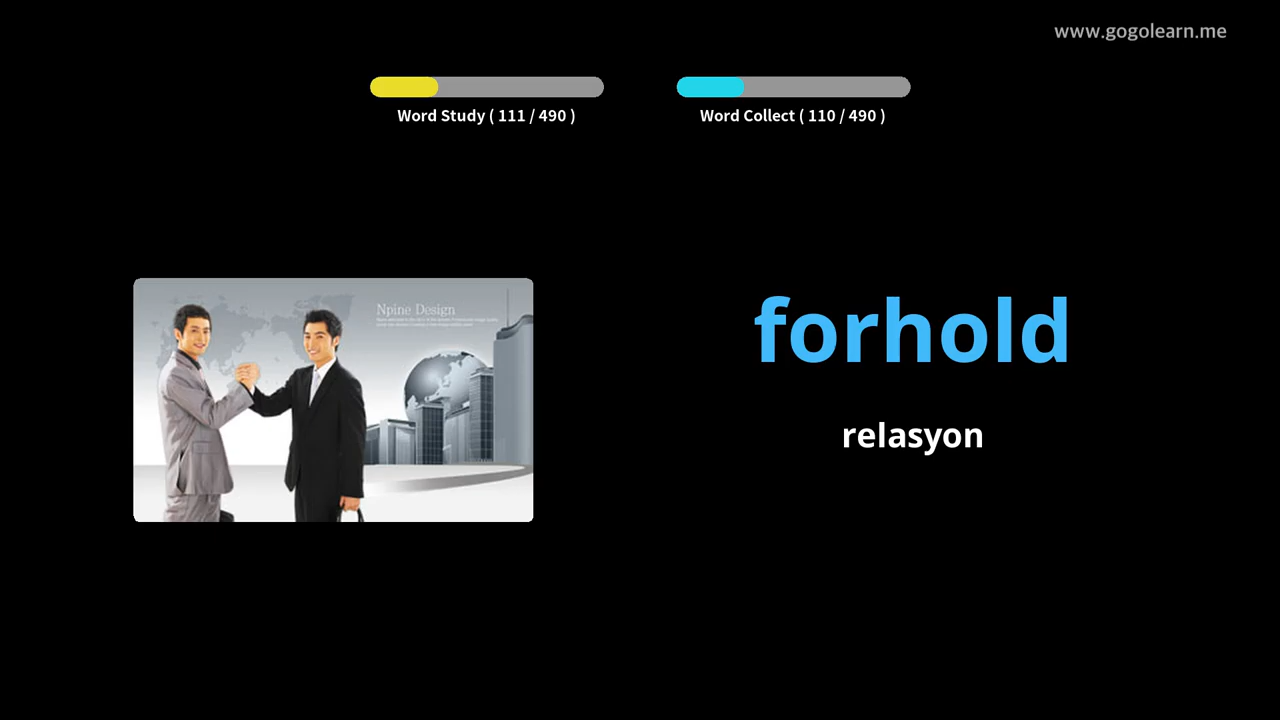 www.gogolearn.me
Word Study ( 111 / 490 )
Word Collect ( 110 / 490 )
Npine Design
forhold
relasyon